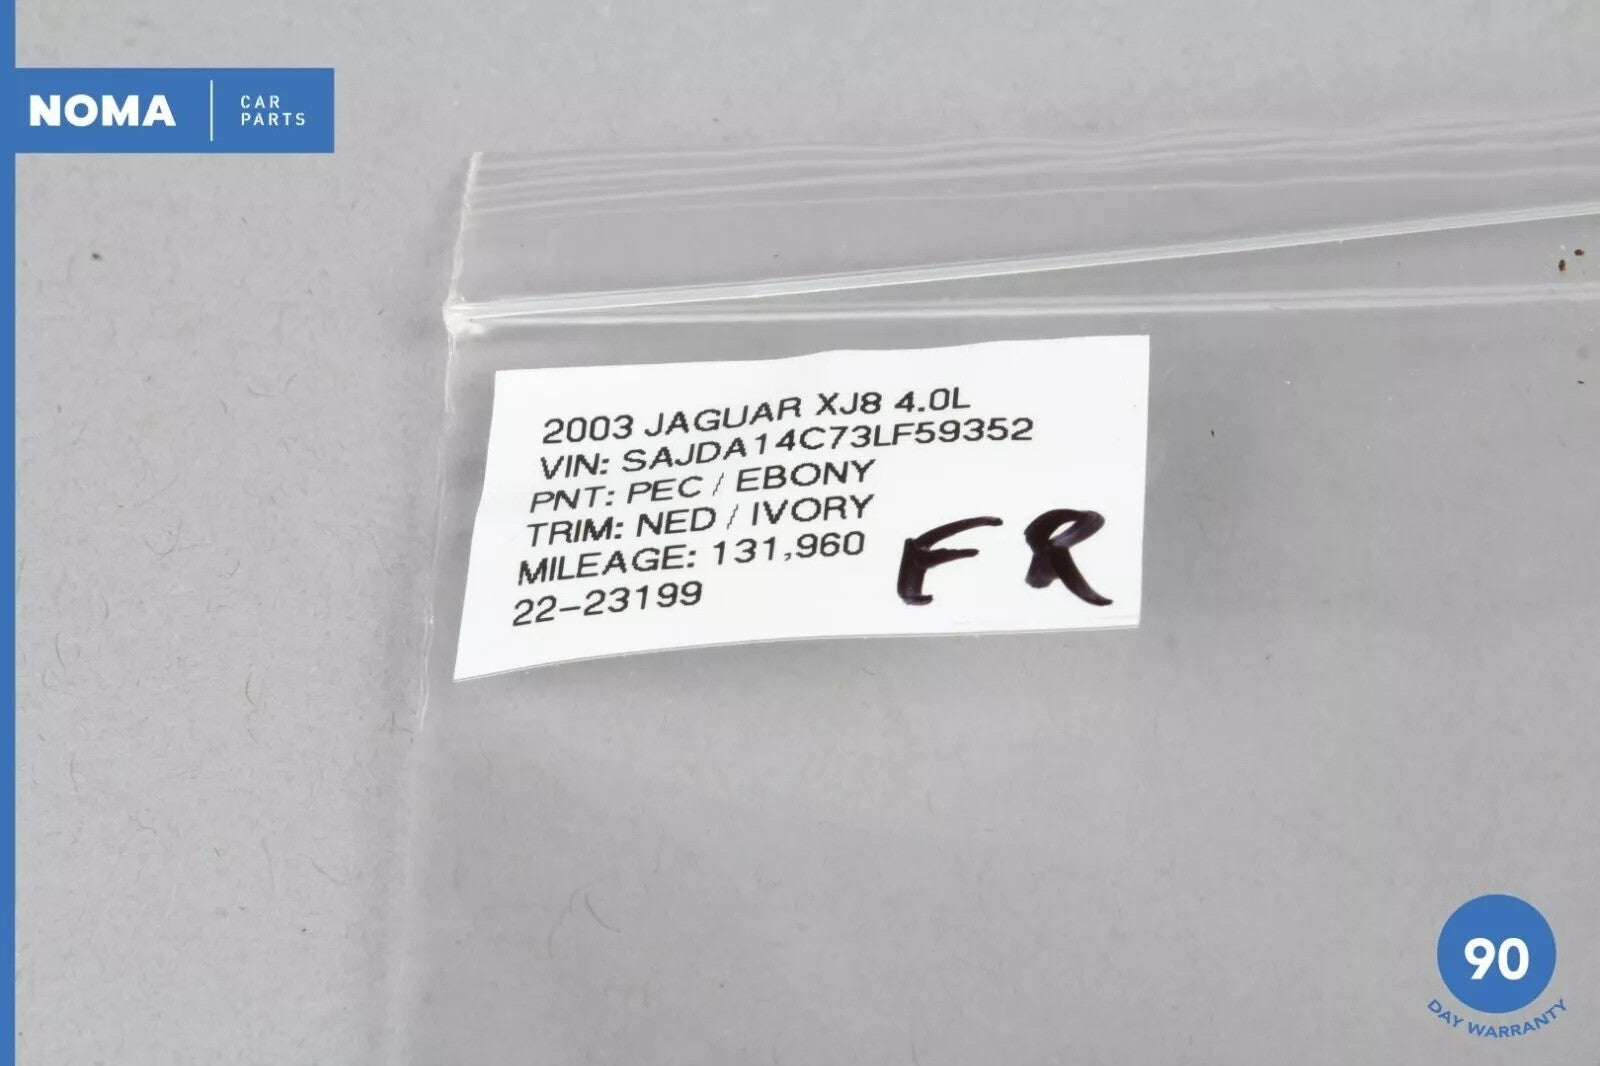 NOMA
CAR
PARTS
2003 JAGUAR XJ8 4.0L
VIN: SAJDA14C73LF59352
PNT: PEC / EBONY
TRIM: NED / IVORY
MILEAGE: 131,960
22-23199
FR
90
DAY WARRANTY